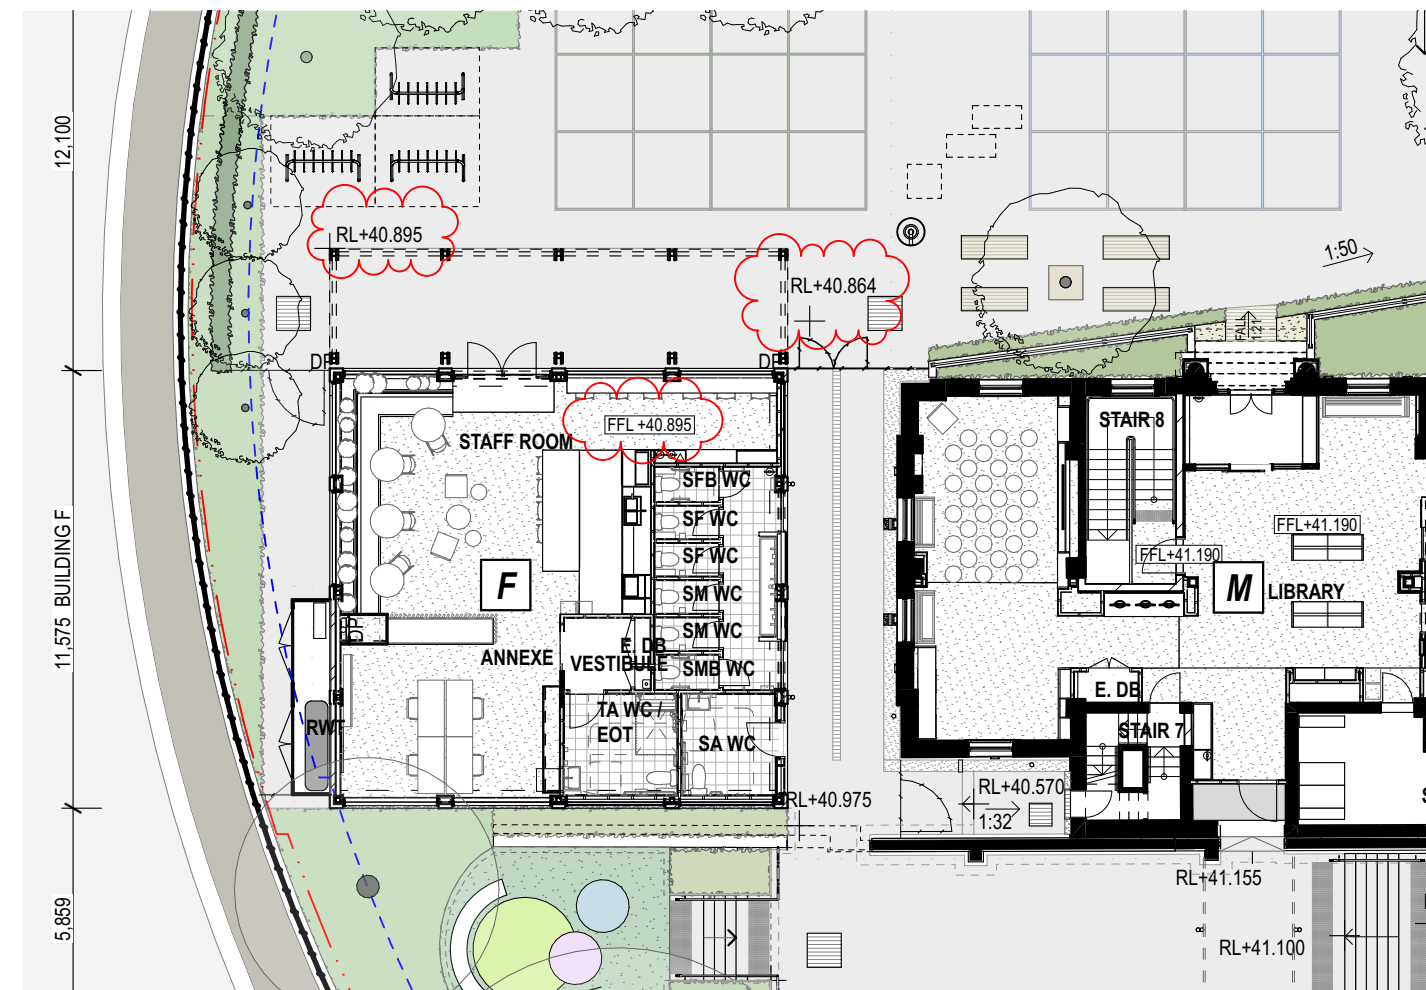 12,100
RL+40.895
RL+40.864
1:50
FALL
1:21
DP
DP
STAFF ROOM
FFL +40.895
STAIR 8
SFB WC
SF WC
SF WC
SM WC
SM WC
SMB WC
FFL+41.190
FFL+41.190
F
M
LIBRARY
11,575 BUILDING F
DP
ANNEXE
E. DB
VESTIBULE
E. DB
TA WC /
EOT
SA WC
RWT
STAIR 7
RL+40.975
RL+40.570
1:32
RL+41.155
5,859
RL+41.100